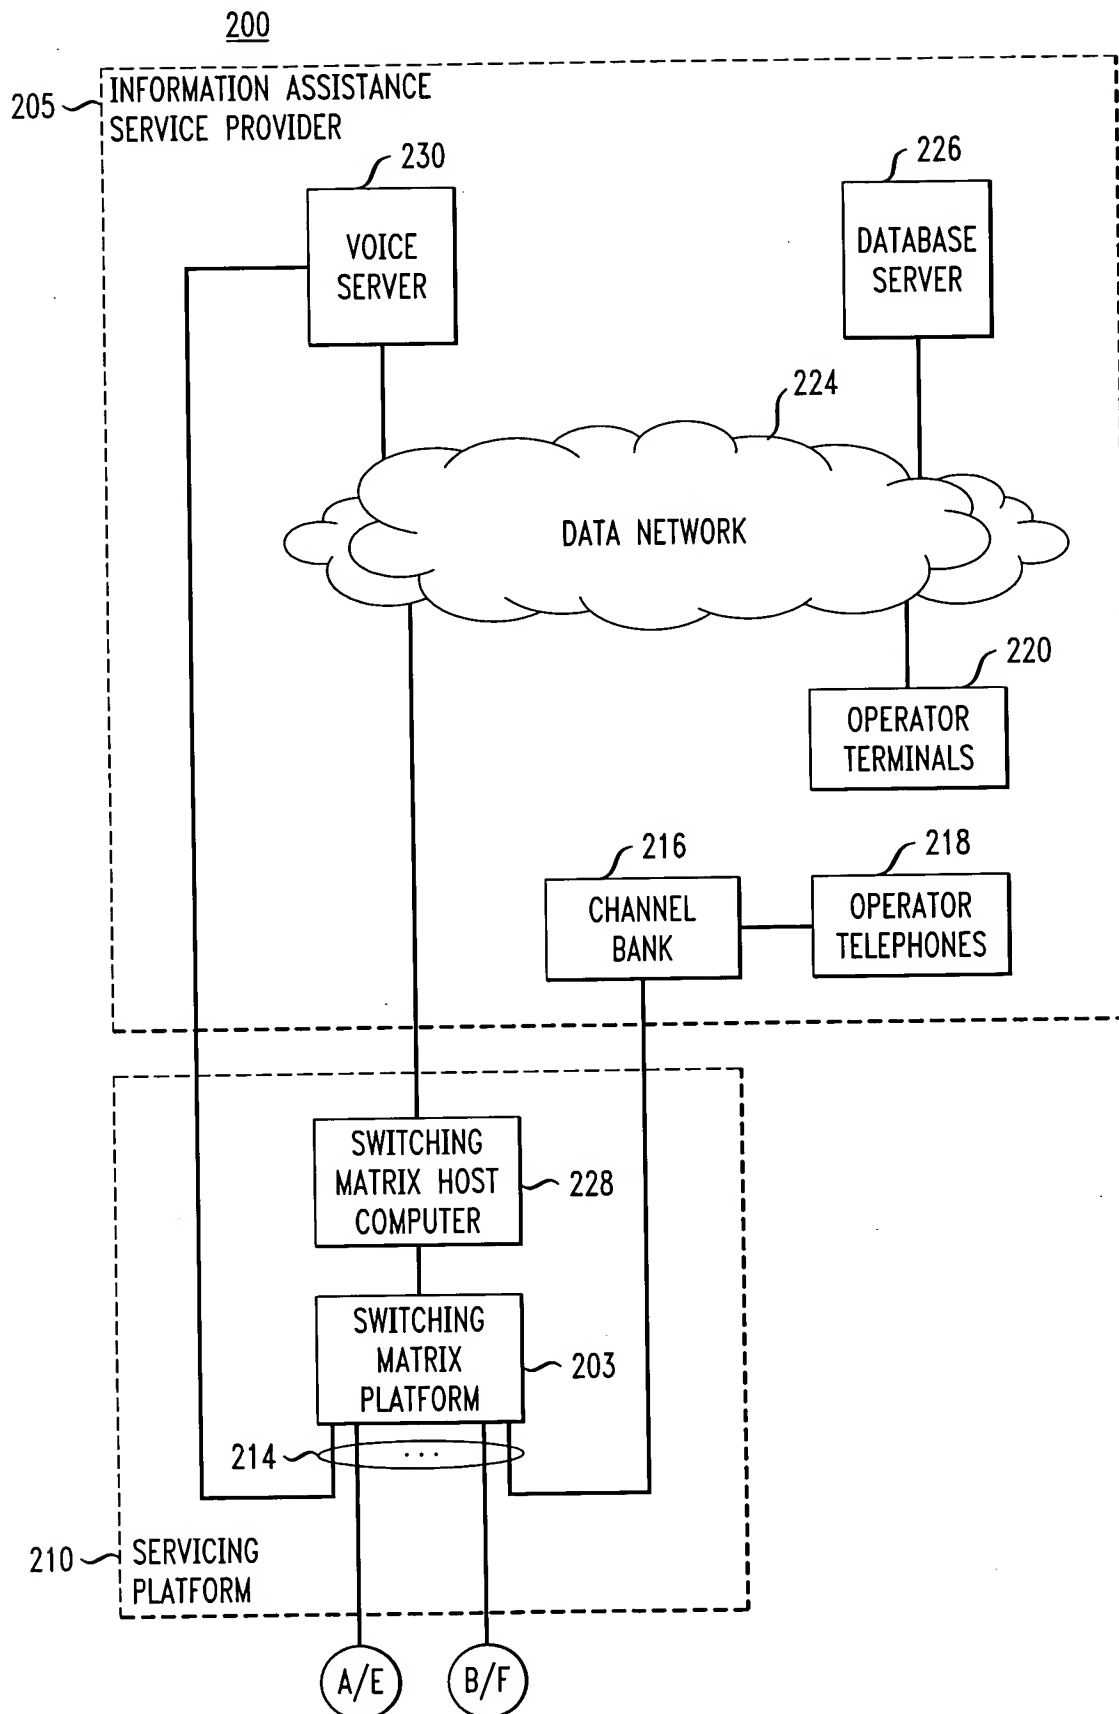 200
INFORMATION ASSISTANCE
SERVICE PROVIDER
205
230
226
VOICE
SERVER
DATABASE
SERVER
224
DATA NETWORK
220
OPERATOR
TERMINALS
216
218
CHANNEL
BANK
OPERATOR
TELEPHONES
SWITCHING
MATRIX HOST
COMPUTER
228
SWITCHING
MATRIX
PLATFORM
203
214
...
210
SERVICING
PLATFORM
A/E
B/F